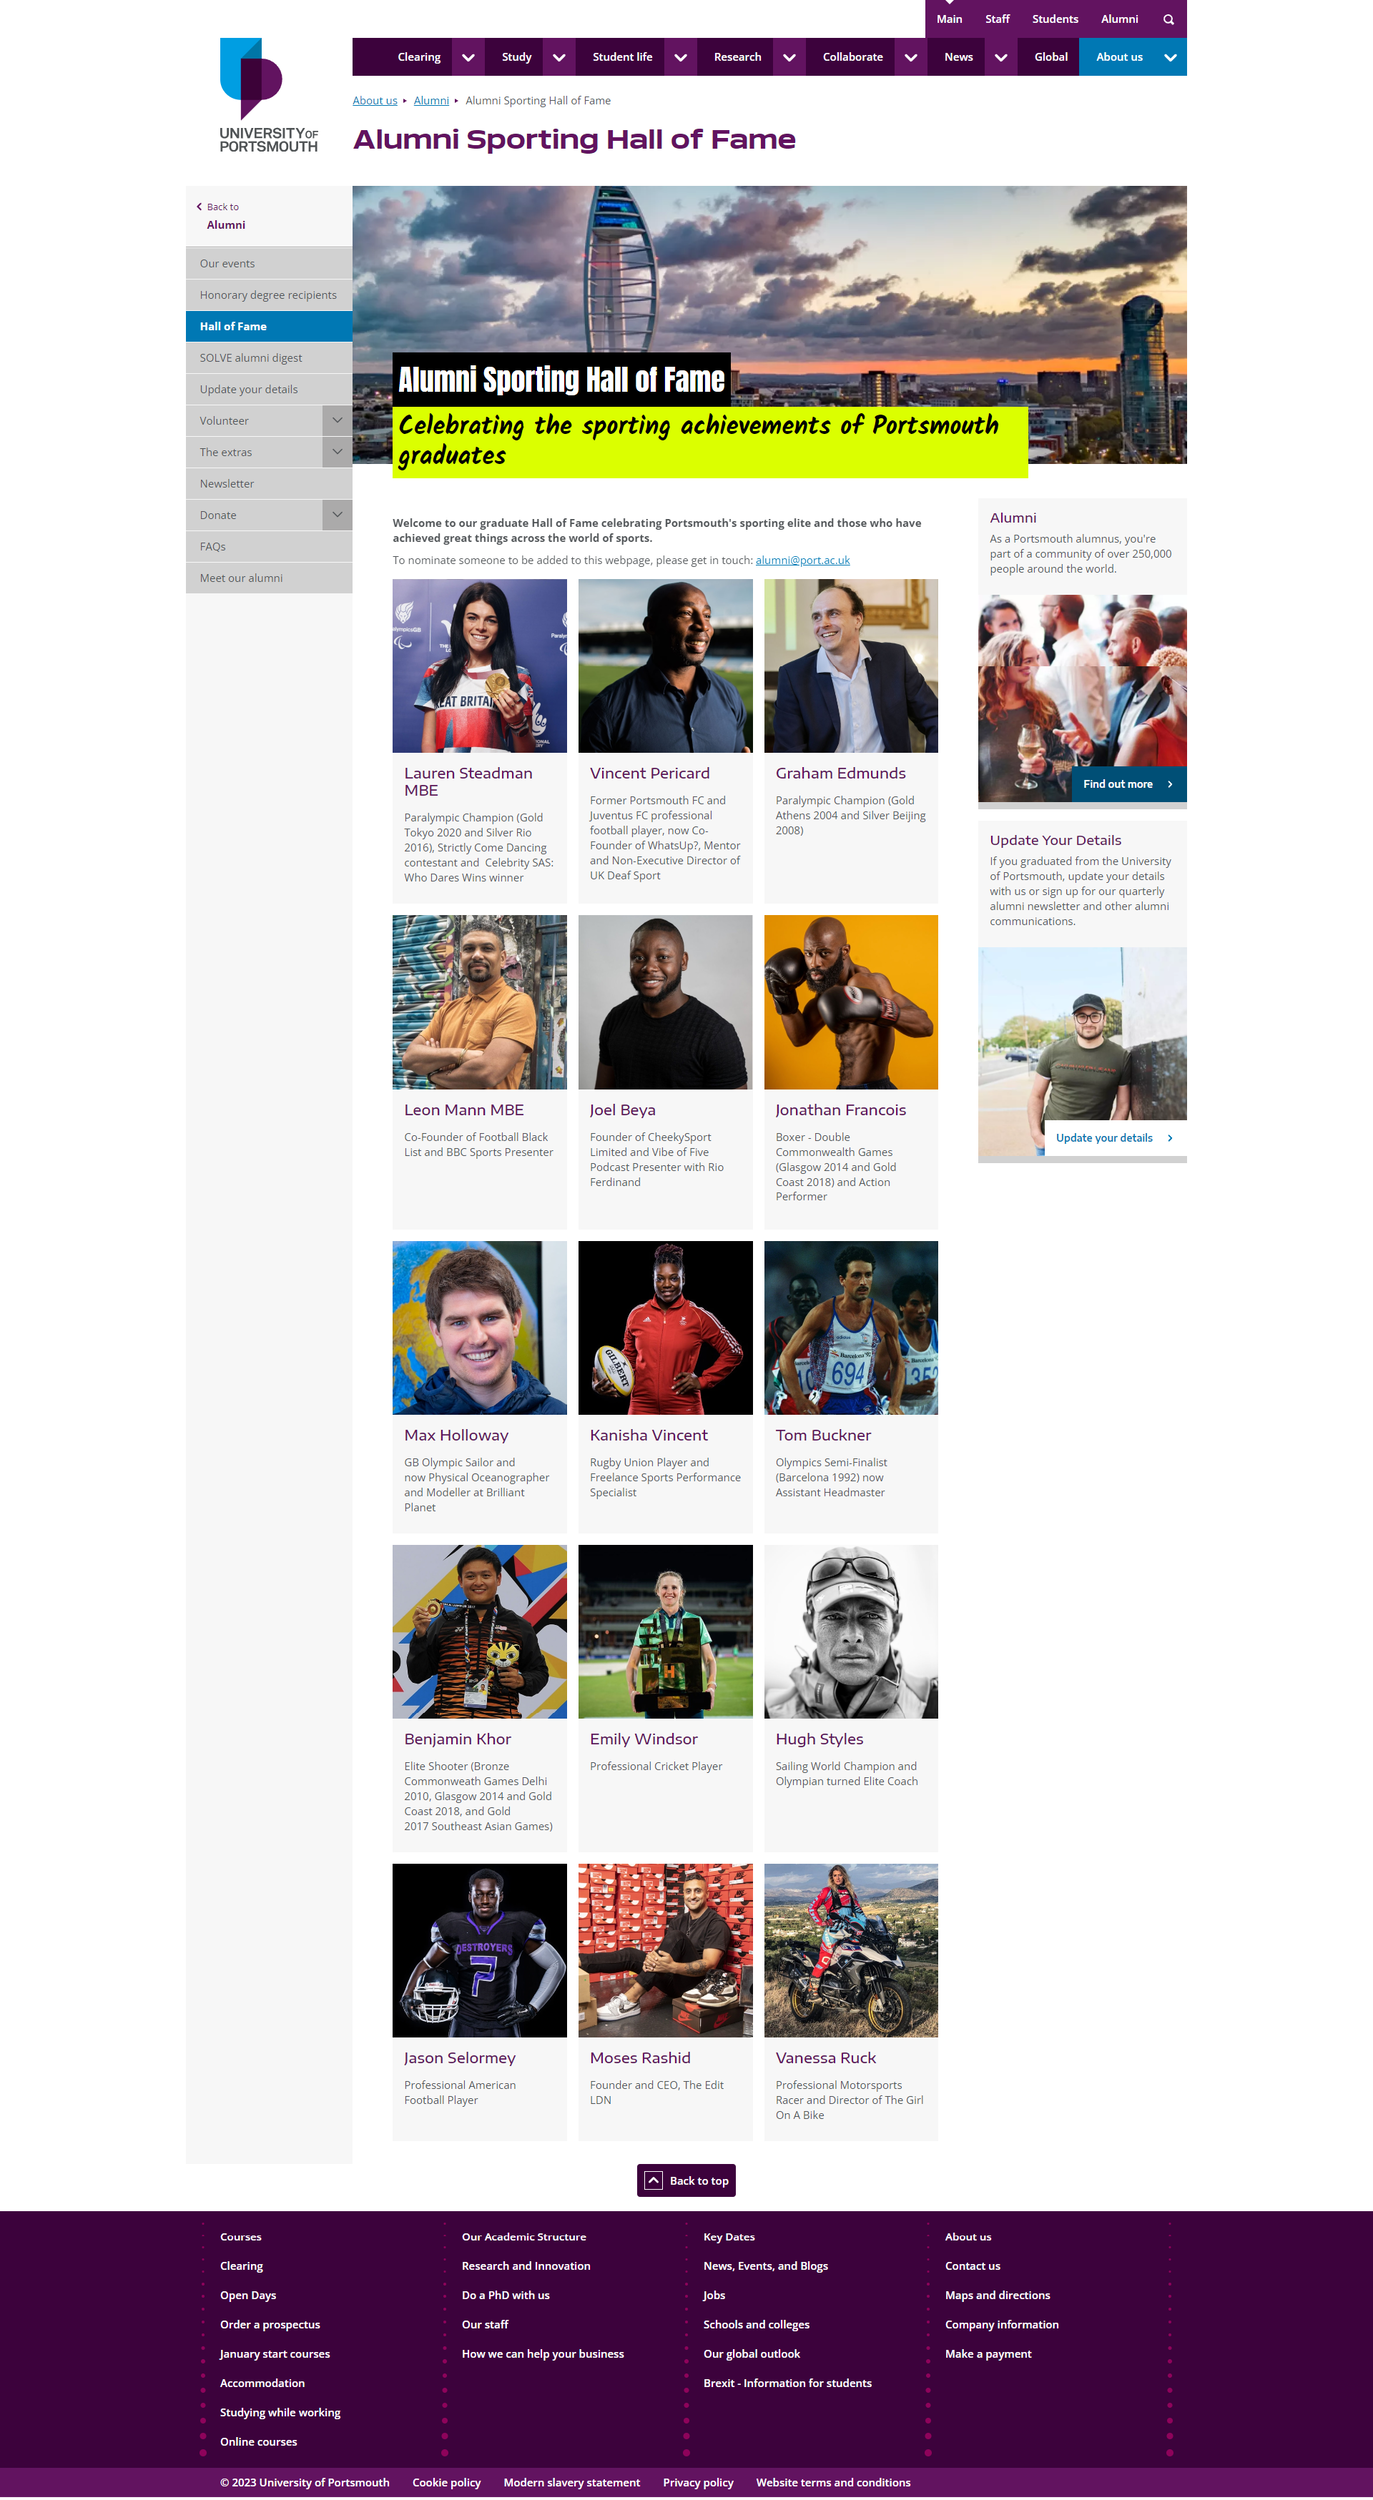 Main Staff Students Alumni
Clearing Study Student life Research Collaborate News Global About us
UNIVERSITY OF
PORTSMOUTH
About us Alumni Alumni Sporting Hall of Fame
Alumni Sporting Hall of Fame
Back to
Alumni
Our events
Honorary degree recipients
Hall of Fame
SOLVE alumni digest
Update your details
Volunteer
The extras
Newsletter
Donate
FAQs
Meet our alumni
Alumni Sporting Hall of Fame
Celebrating the sporting achievements of Portsmouth
graduates
Welcome to our graduate Hall of Fame celebrating Portsmouth's sporting elite and those who have
achieved great things across the world of sports.
To nominate someone to be added to this webpage, please get in touch: alumni@port.ac.uk
Lauren Steadman
MBE
Paralympic Champion (Gold
Tokyo 2020 and Silver Rio
2016), Strictly Come Dancing
contestant and Celebrity SAS:
Who Dares Wins winner
Vincent Pericard
Former Portsmouth FC and
Juventus FC professional
football player, now Co-
Founder of WhatsUp?, Mentor
and Non-Executive Director of
UK Deaf Sport
Graham Edmunds
Paralympic Champion (Gold
Athens 2004 and Silver Beijing
2008)
Leon Mann MBE
Co-Founder of Football Black
List and BBC Sports Presenter
Joel Beya
Founder of CheekySport
Limited and Vibe of Five
Podcast Presenter with Rio
Ferdinand
Jonathan Francois
Boxer - Double
Commonwealth Games
(Glasgow 2014 and Gold
Coast 2018) and Action
Performer
GILBERT
Barcelona
694
Max Holloway
GB Olympic Sailor and
now Physical Oceanographer
and Modeller at Brilliant
Planet
Kanisha Vincent
Rugby Union Player and
Freelance Sports Performance
Specialist
Tom Buckner
Olympics Semi-Finalist
(Barcelona 1992) now
Assistant Headmaster
H
Benjamin Khor
Elite Shooter (Bronze
Commonweath Games Delhi
2010, Glasgow 2014 and Gold
Coast 2018, and Gold
2017 Southeast Asian Games)
Emily Windsor
Professional Cricket Player
Hugh Styles
Sailing World Champion and
Olympian turned Elite Coach
DESTROYERS
7
Jason Selormey
Professional American
Football Player
Moses Rashid
Founder and CEO, The Edit
LDN
Vanessa Ruck
Professional Motorsports
Racer and Director of The Girl
On A Bike
Alumni
As a Portsmouth alumnus, you're
part of a community of over 250,000
people around the world.
Find out more
Update Your Details
If you graduated from the University
of Portsmouth, update your details
with us or sign up for our quarterly
alumni newsletter and other alumni
communications.
Update your details
Back to top
Courses
Clearing
Open Days
Order a prospectus
January start courses
Accommodation
Studying while working
Online courses
Our Academic Structure
Research and Innovation
Do a PhD with us
Our staff
How we can help your business
Key Dates
News, Events, and Blogs
Jobs
Schools and colleges
Our global outlook
Brexit - Information for students
About us
Contact us
Maps and directions
Company information
Make a payment
© 2023 University of Portsmouth Cookie policy Modern slavery statement Privacy policy Website terms and conditions